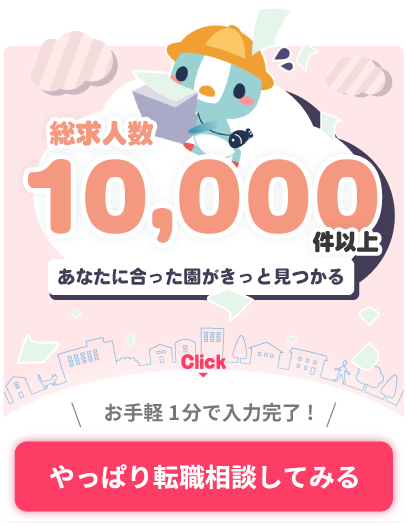 総求人数
10,000
件以上
あなたに合った園がきっと見つかる
Click
\ お手軽1分で入力完了！ /
やっぱり転職相談してみる